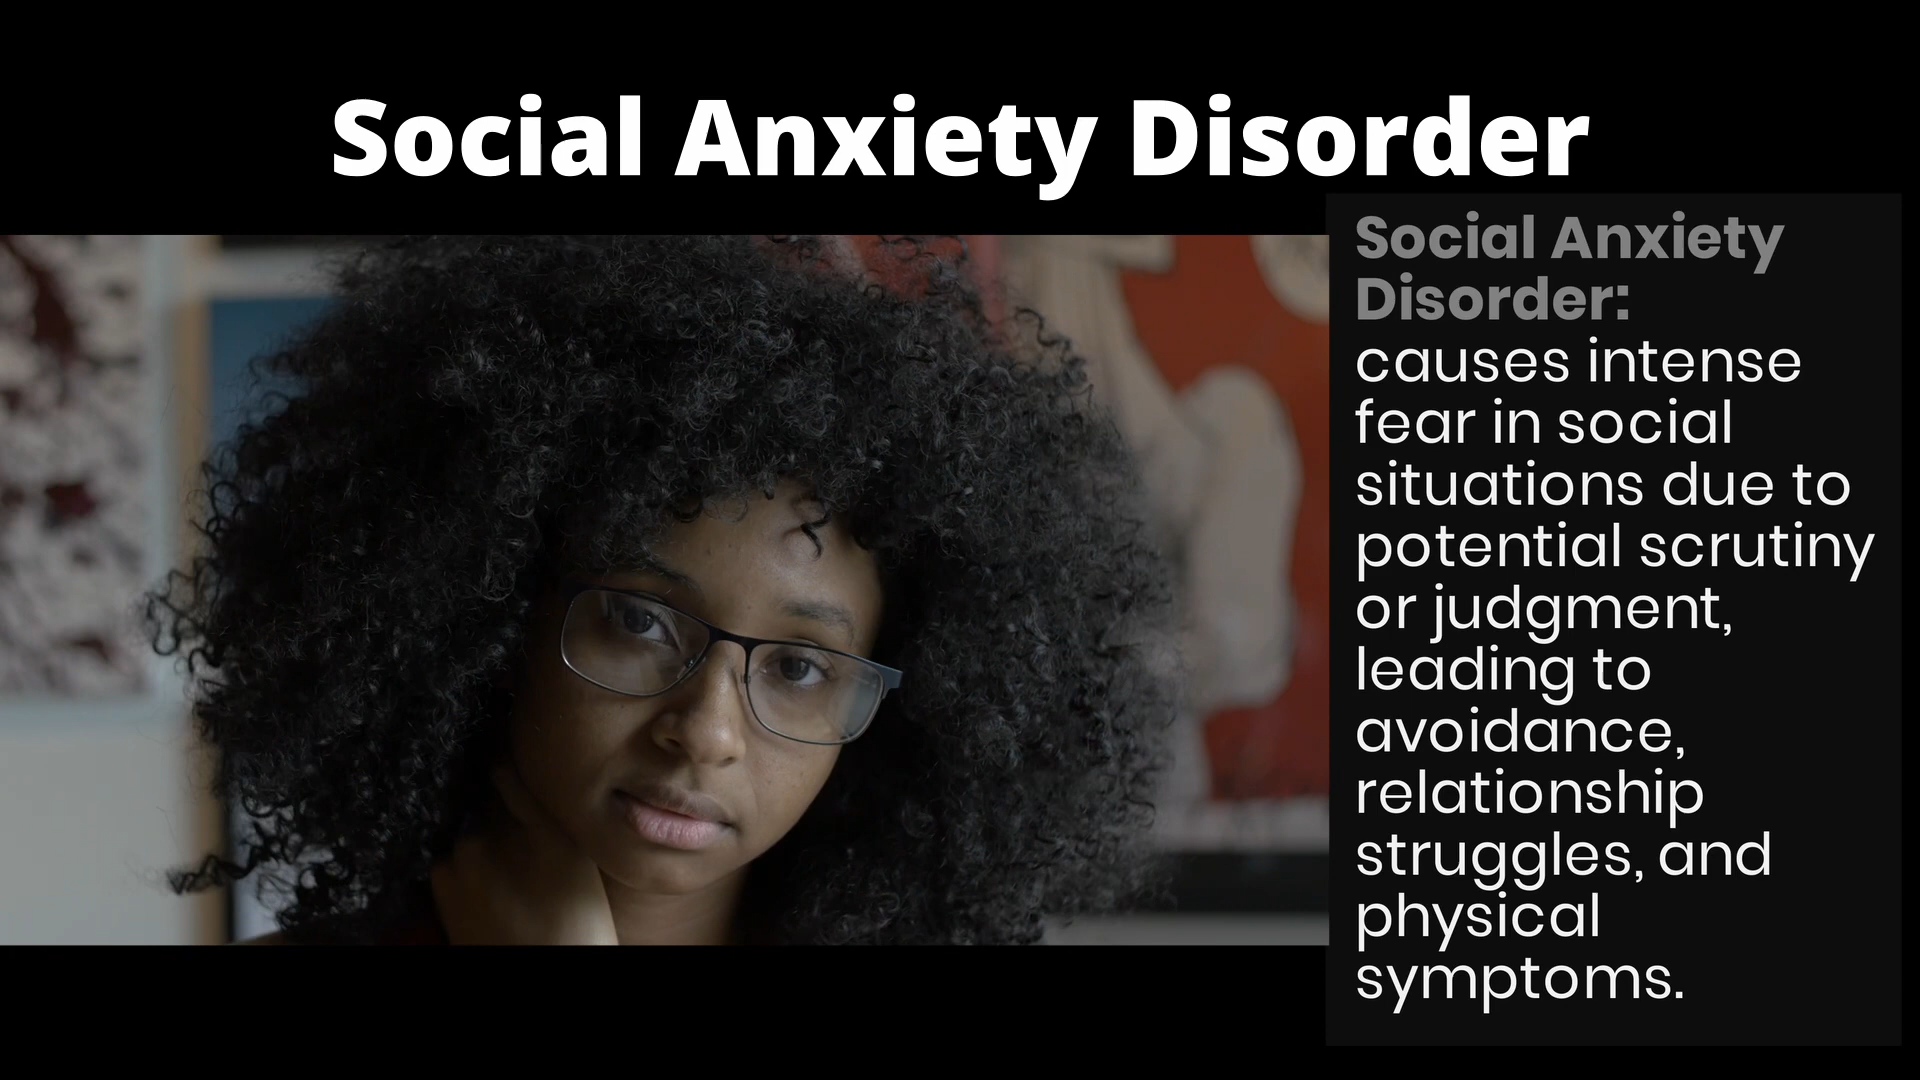 Social Anxiety Disorder
Social Anxiety
Disorder:
causes intense
fear in social
situations due to
potential scrutiny
or judgment,
leading to
avoidance,
relationship
struggles, and
physical
symptoms.